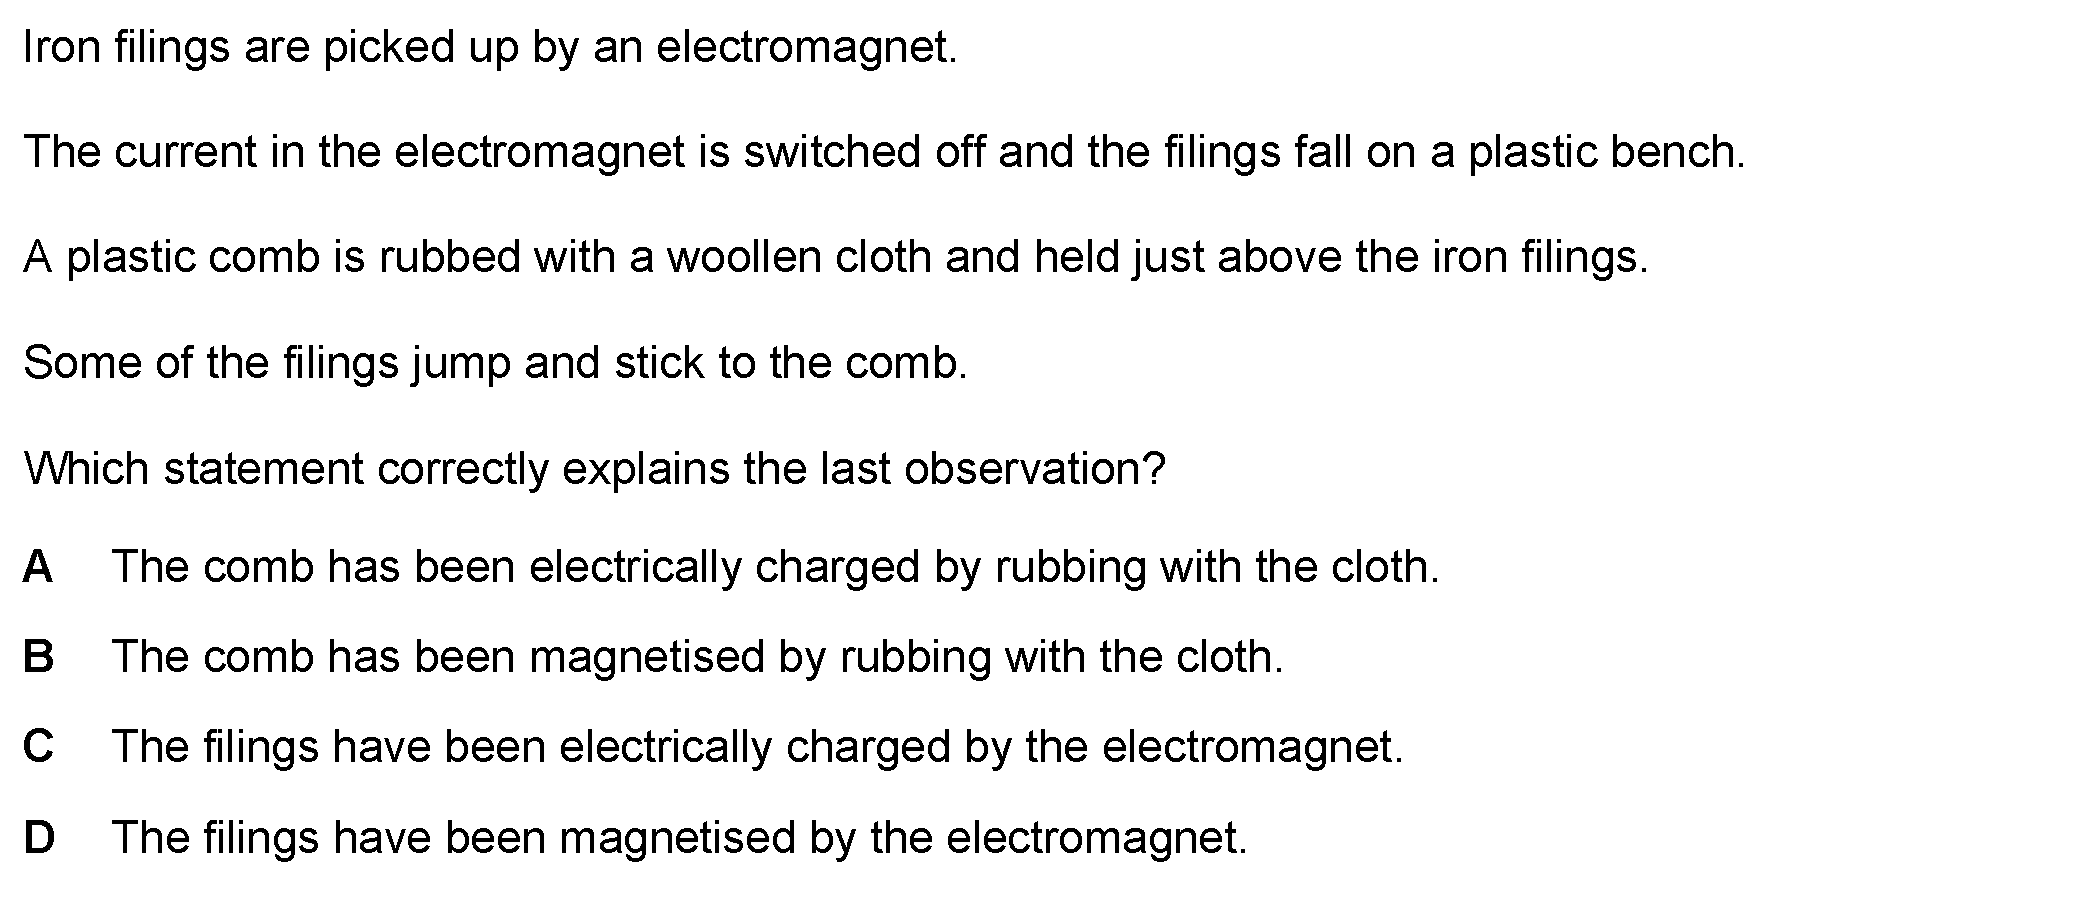 Iron filings are picked up by an electromagnet.
The current in the electromagnet is switched off and the filings fall on a plastic bench.
A plastic comb is rubbed with a woollen cloth and held just above the iron filings.
Some of the filings jump and stick to the comb.
Which statement correctly explains the last observation?
A The comb has been electrically charged by rubbing with the cloth.
B The comb has been magnetised by rubbing with the cloth.
C The filings have been electrically charged by the electromagnet.
D The filings have been magnetised by the electromagnet.